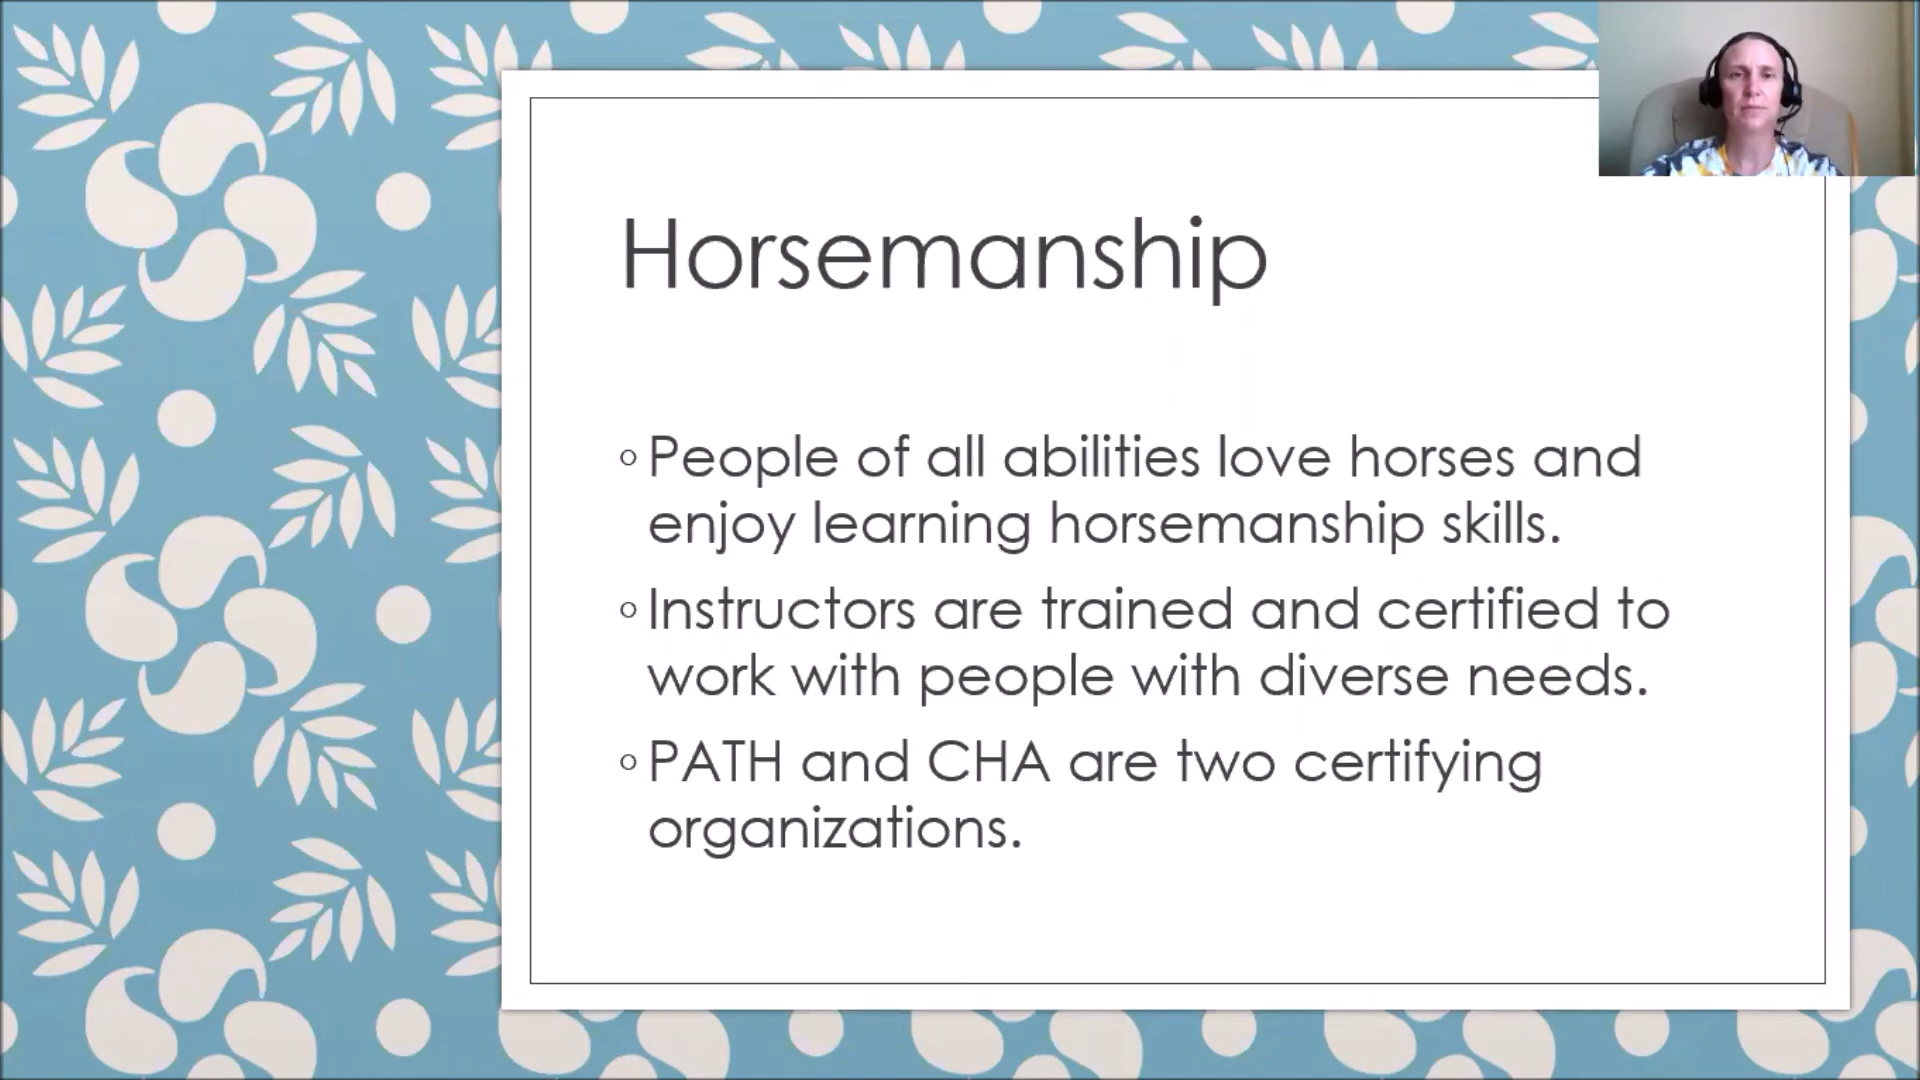 Horsemanship
◦ People of all abilities love horses and
enjoy learning horsemanship skills.
◦ Instructors are trained and certified to
work with people with diverse needs.
◦ PATH and CHA are two certifying
organizations.